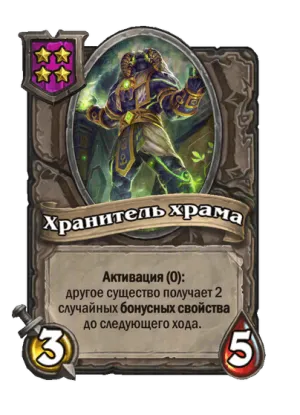 Хранитель храма
Активация (0):
другое существо получает 2
случайных бонусных свойства
до следующего хода.
3
5